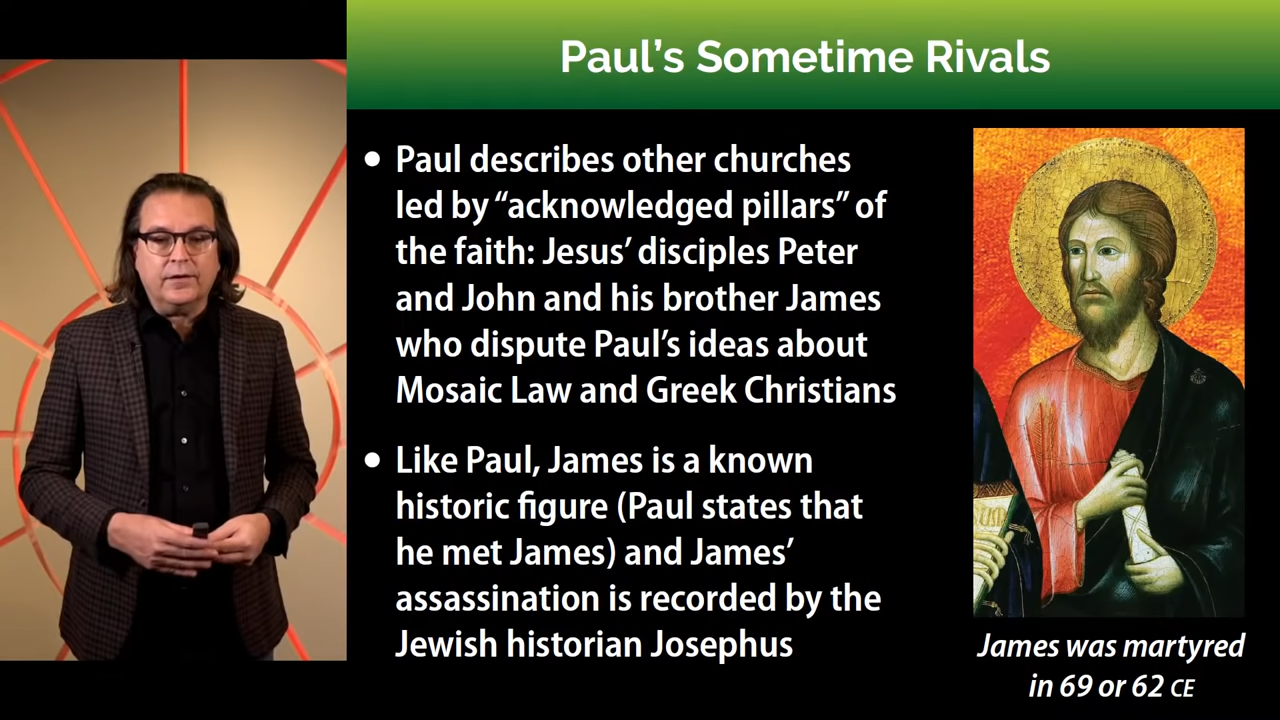 Paul's Sometime Rivals
• Paul describes other churches
led by “acknowledged pillars” of
the faith: Jesus’ disciples Peter
and John and his brother James
who dispute Paul’s ideas about
Mosaic Law and Greek Christians
• Like Paul, James is a known
historic figure (Paul states that
he met James) and James’
assassination is recorded by the
Jewish historian Josephus
James was martyred
in 69 or 62 CE